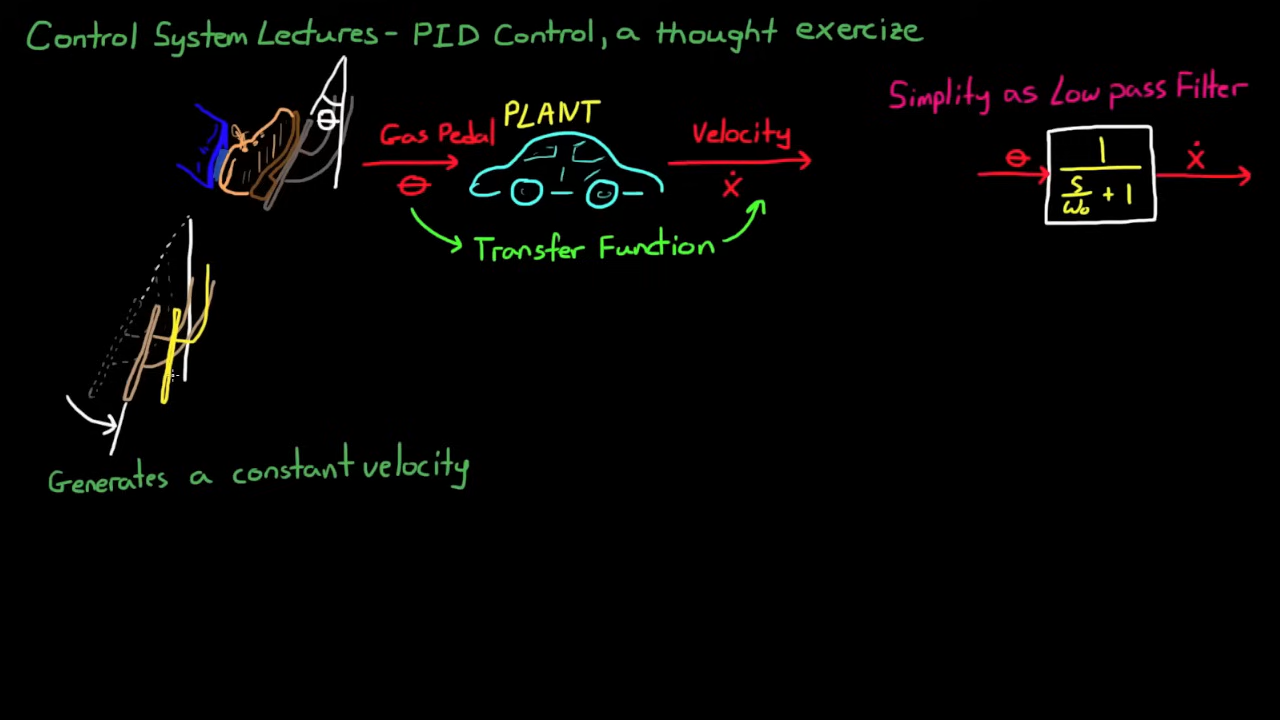 Control System Lectures - PID Control, a thought exercize
Simplify as Low pass Filter
PLANT
Gas Pedal
Velocity
θ
θ
ẋ
θ
1
s/ω₀ + 1
ẋ
Transfer Function
Generates a constant velocity